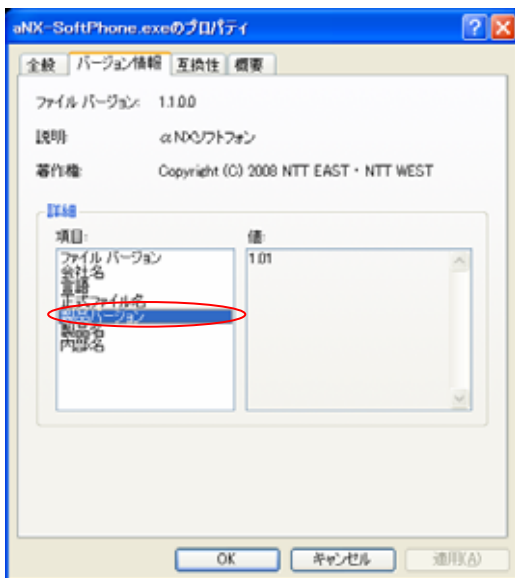 aNX-SoftPhone.exeのプロパティ
全般 バージョン情報 互換性 概要
ファイル バージョン: 1.1.0.0
説明: αNXソフトフォン
著作権: Copyright (C) 2008 NTT EAST・NTT WEST
詳細
項目: 値:
ファイル バージョン 1.01
会社名
言語
正式ファイル名
製品バージョン
製品名
内部名
OK キャンセル 適用(A)